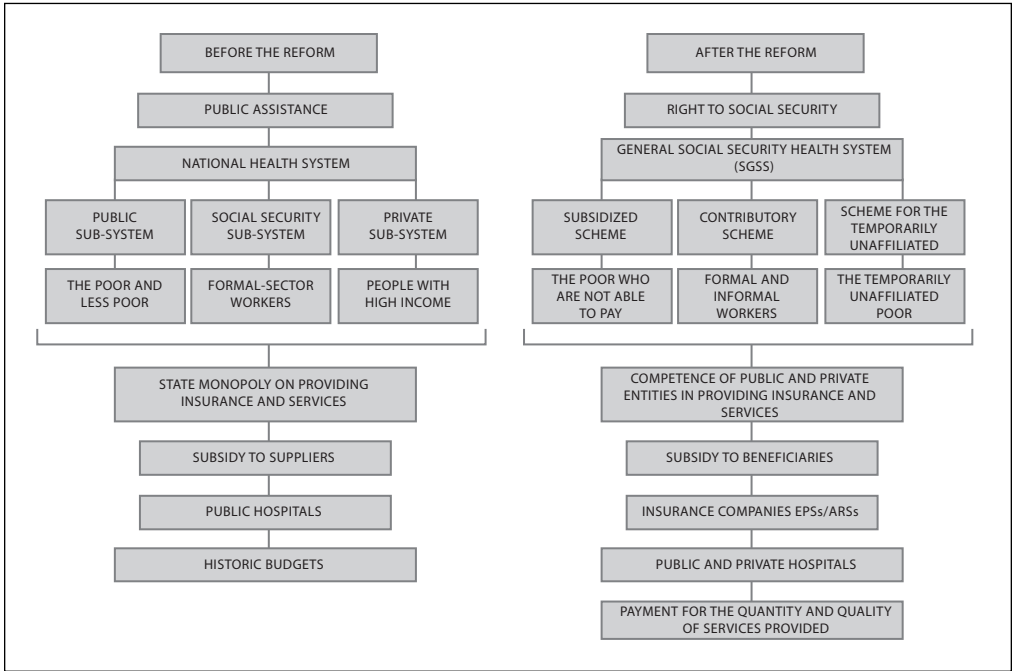 BEFORE THE REFORM
PUBLIC ASSISTANCE
NATIONAL HEALTH SYSTEM
PUBLIC
SUB-SYSTEM
SOCIAL SECURITY
SUB-SYSTEM
PRIVATE
SUB-SYSTEM
THE POOR AND
LESS POOR
FORMAL-SECTOR
WORKERS
PEOPLE WITH
HIGH INCOME
STATE MONOPOLY ON PROVIDING
INSURANCE AND SERVICES
SUBSIDY TO SUPPLIERS
PUBLIC HOSPITALS
HISTORIC BUDGETS
AFTER THE REFORM
RIGHT TO SOCIAL SECURITY
GENERAL SOCIAL SECURITY HEALTH SYSTEM
(SGSS)
SUBSIDIZED
SCHEME
CONTRIBUTORY
SCHEME
SCHEME FOR THE
TEMPORARILY
UNAFFILIATED
THE POOR WHO
ARE NOT ABLE
TO PAY
FORMAL AND
INFORMAL
WORKERS
THE TEMPORARILY
UNAFFILIATED
POOR
COMPETENCE OF PUBLIC AND PRIVATE
ENTITIES IN PROVIDING INSURANCE AND
SERVICES
SUBSIDY TO BENEFICIARIES
INSURANCE COMPANIES EPSs/ARSs
PUBLIC AND PRIVATE HOSPITALS
PAYMENT FOR THE QUANTITY AND QUALITY
OF SERVICES PROVIDED